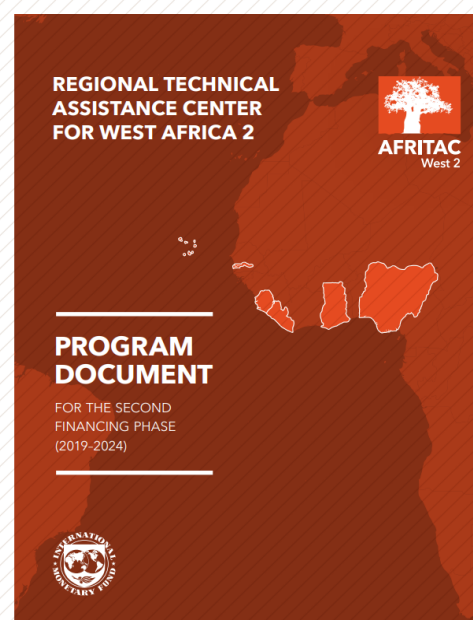 REGIONAL TECHNICAL
ASSISTANCE CENTER
FOR WEST AFRICA 2
AFRITAC
West 2
PROGRAM
DOCUMENT
FOR THE SECOND
FINANCING PHASE
(2019–2024)
INTERNATIONAL
MONETARY FUND